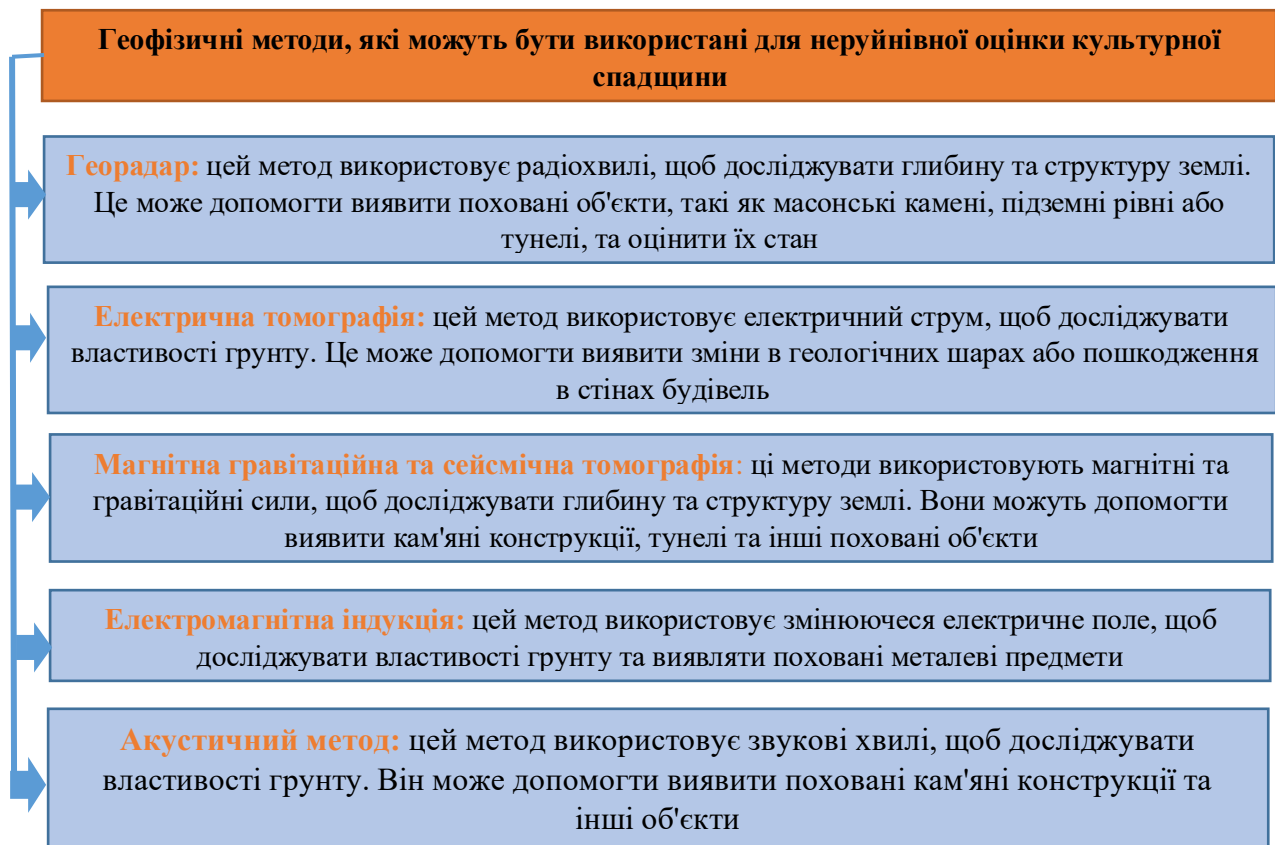 Геофізичні методи, які можуть бути використані для неруйнівної оцінки культурної
спадщини
Георадар: цей метод використовує радіохвилі, щоб досліджувати глибину та структуру землі.
Це може допомогти виявити поховані об'єкти, такі як масонські камені, підземні рівні або
тунелі, та оцінити їх стан
Електрична томографія: цей метод використовує електричний струм, щоб досліджувати
властивості грунту. Це може допомогти виявити зміни в геологічних шарах або пошкодження
в стінах будівель
Магнітна гравітаційна та сейсмічна томографія: ці методи використовують магнітні та
гравітаційні сили, щоб досліджувати глибину та структуру землі. Вони можуть допомогти
виявити кам'яні конструкції, тунелі та інші поховані об'єкти
Електромагнітна індукція: цей метод використовує змінюючеся електричне поле, щоб
досліджувати властивості грунту та виявляти поховані металеві предмети
Акустичний метод: цей метод використовує звукові хвилі, щоб досліджувати
властивості грунту. Він може допомогти виявити поховані кам'яні конструкції та
інші об'єкти